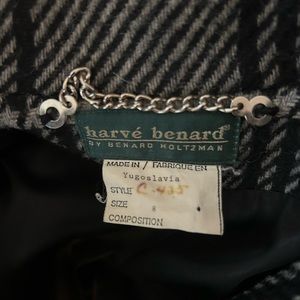 harvé benard®
BY BENARD HOLTZMAN
MADE IN / FABRIQUE EN
Yugoslavia
STYLE
SIZE 8
COMPOSITION